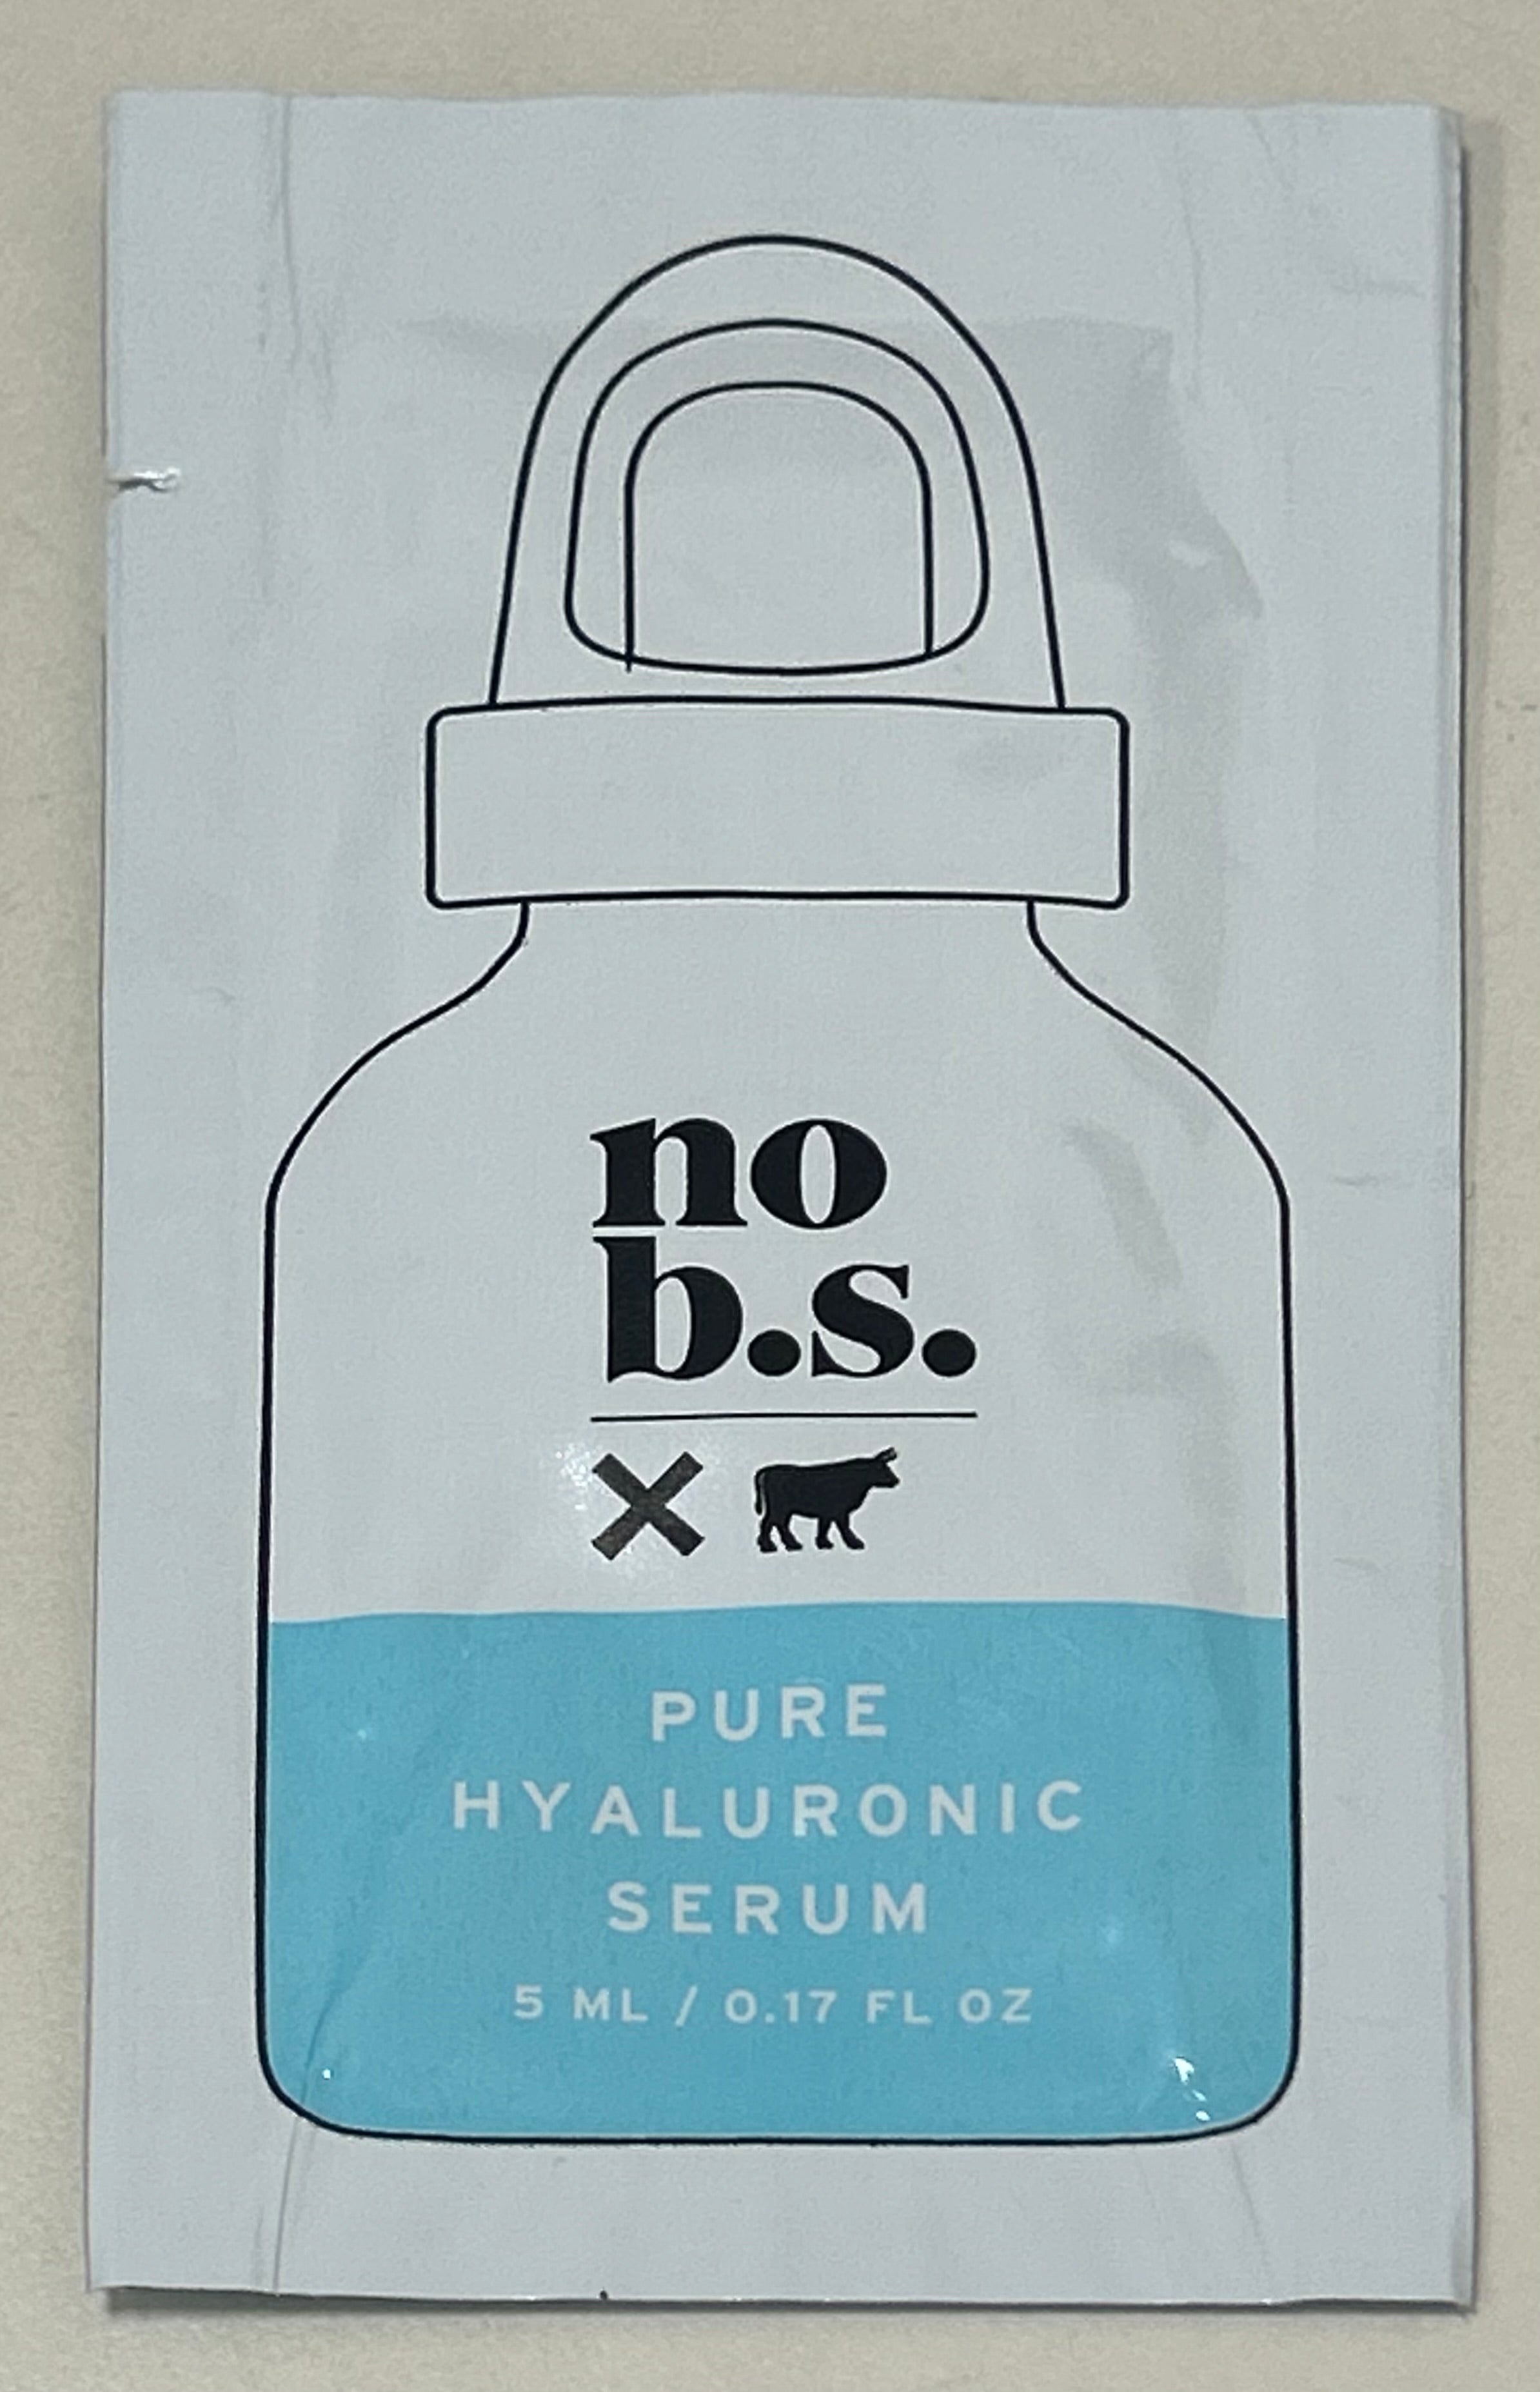 no
b.s.
PURE
HYALURONIC
SERUM
5 ML / 0.17 FL OZ